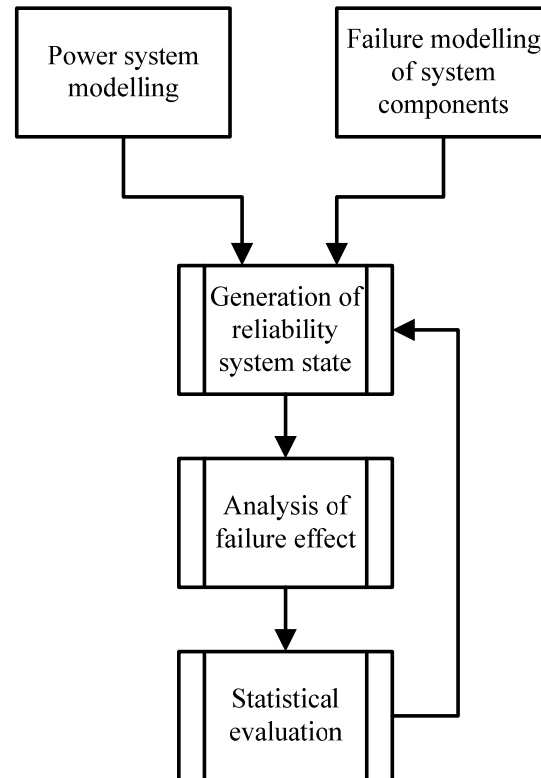 Power system
modelling
Failure modelling
of system
components
Generation of
reliability
system state
Analysis of
failure effect
Statistical
evaluation